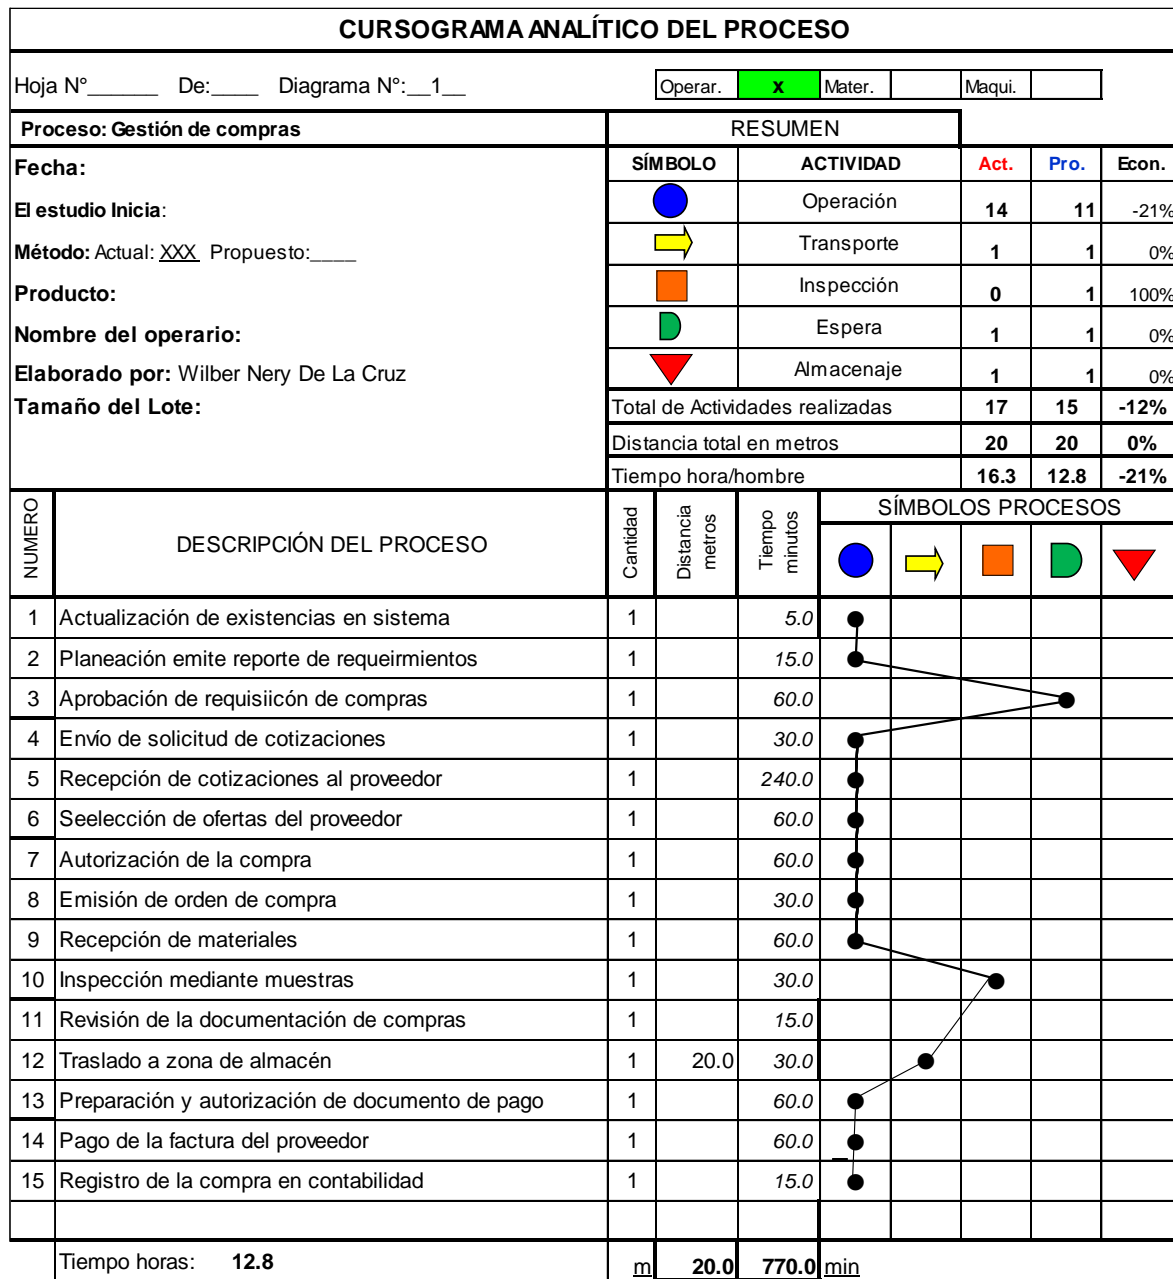 CURSOGRAMA ANALÍTICO DEL PROCESO
Hoja N°______ De:____ Diagrama N°:__1__ Operar. x Mater. Maqui.
Proceso: Gestión de compras RESUMEN
Fecha: SÍMBOLO ACTIVIDAD Act. Pro. Econ.
El estudio Inicia: Operación 14 11 -21%
Método: Actual: XXX Propuesto:____ Transporte 1 1 0%
Producto: Inspección 0 1 100%
Nombre del operario: Espera 1 1 0%
Elaborado por: Wilber Nery De La Cruz Almacenaje 1 1 0%
Tamaño del Lote: Total de Actividades realizadas 17 15 -12%
Distancia total en metros 20 20 0%
Tiempo hora/hombre 16.3 12.8 -21%
NUMERO DESCRIPCIÓN DEL PROCESO Cantidad Distancia metros Tiempo minutos SÍMBOLOS PROCESOS
1 Actualización de existencias en sistema 1 5.0
2 Planeación emite reporte de requeirmientos 1 15.0
3 Aprobación de requisiicón de compras 1 60.0
4 Envío de solicitud de cotizaciones 1 30.0
5 Recepción de cotizaciones al proveedor 1 240.0
6 Seelección de ofertas del proveedor 1 60.0
7 Autorización de la compra 1 60.0
8 Emisión de orden de compra 1 30.0
9 Recepción de materiales 1 60.0
10 Inspección mediante muestras 1 30.0
11 Revisión de la documentación de compras 1 15.0
12 Traslado a zona de almacén 1 20.0 30.0
13 Preparación y autorización de documento de pago 1 60.0
14 Pago de la factura del proveedor 1 60.0
15 Registro de la compra en contabilidad 1 15.0
Tiempo horas: 12.8 m 20.0 770.0 min